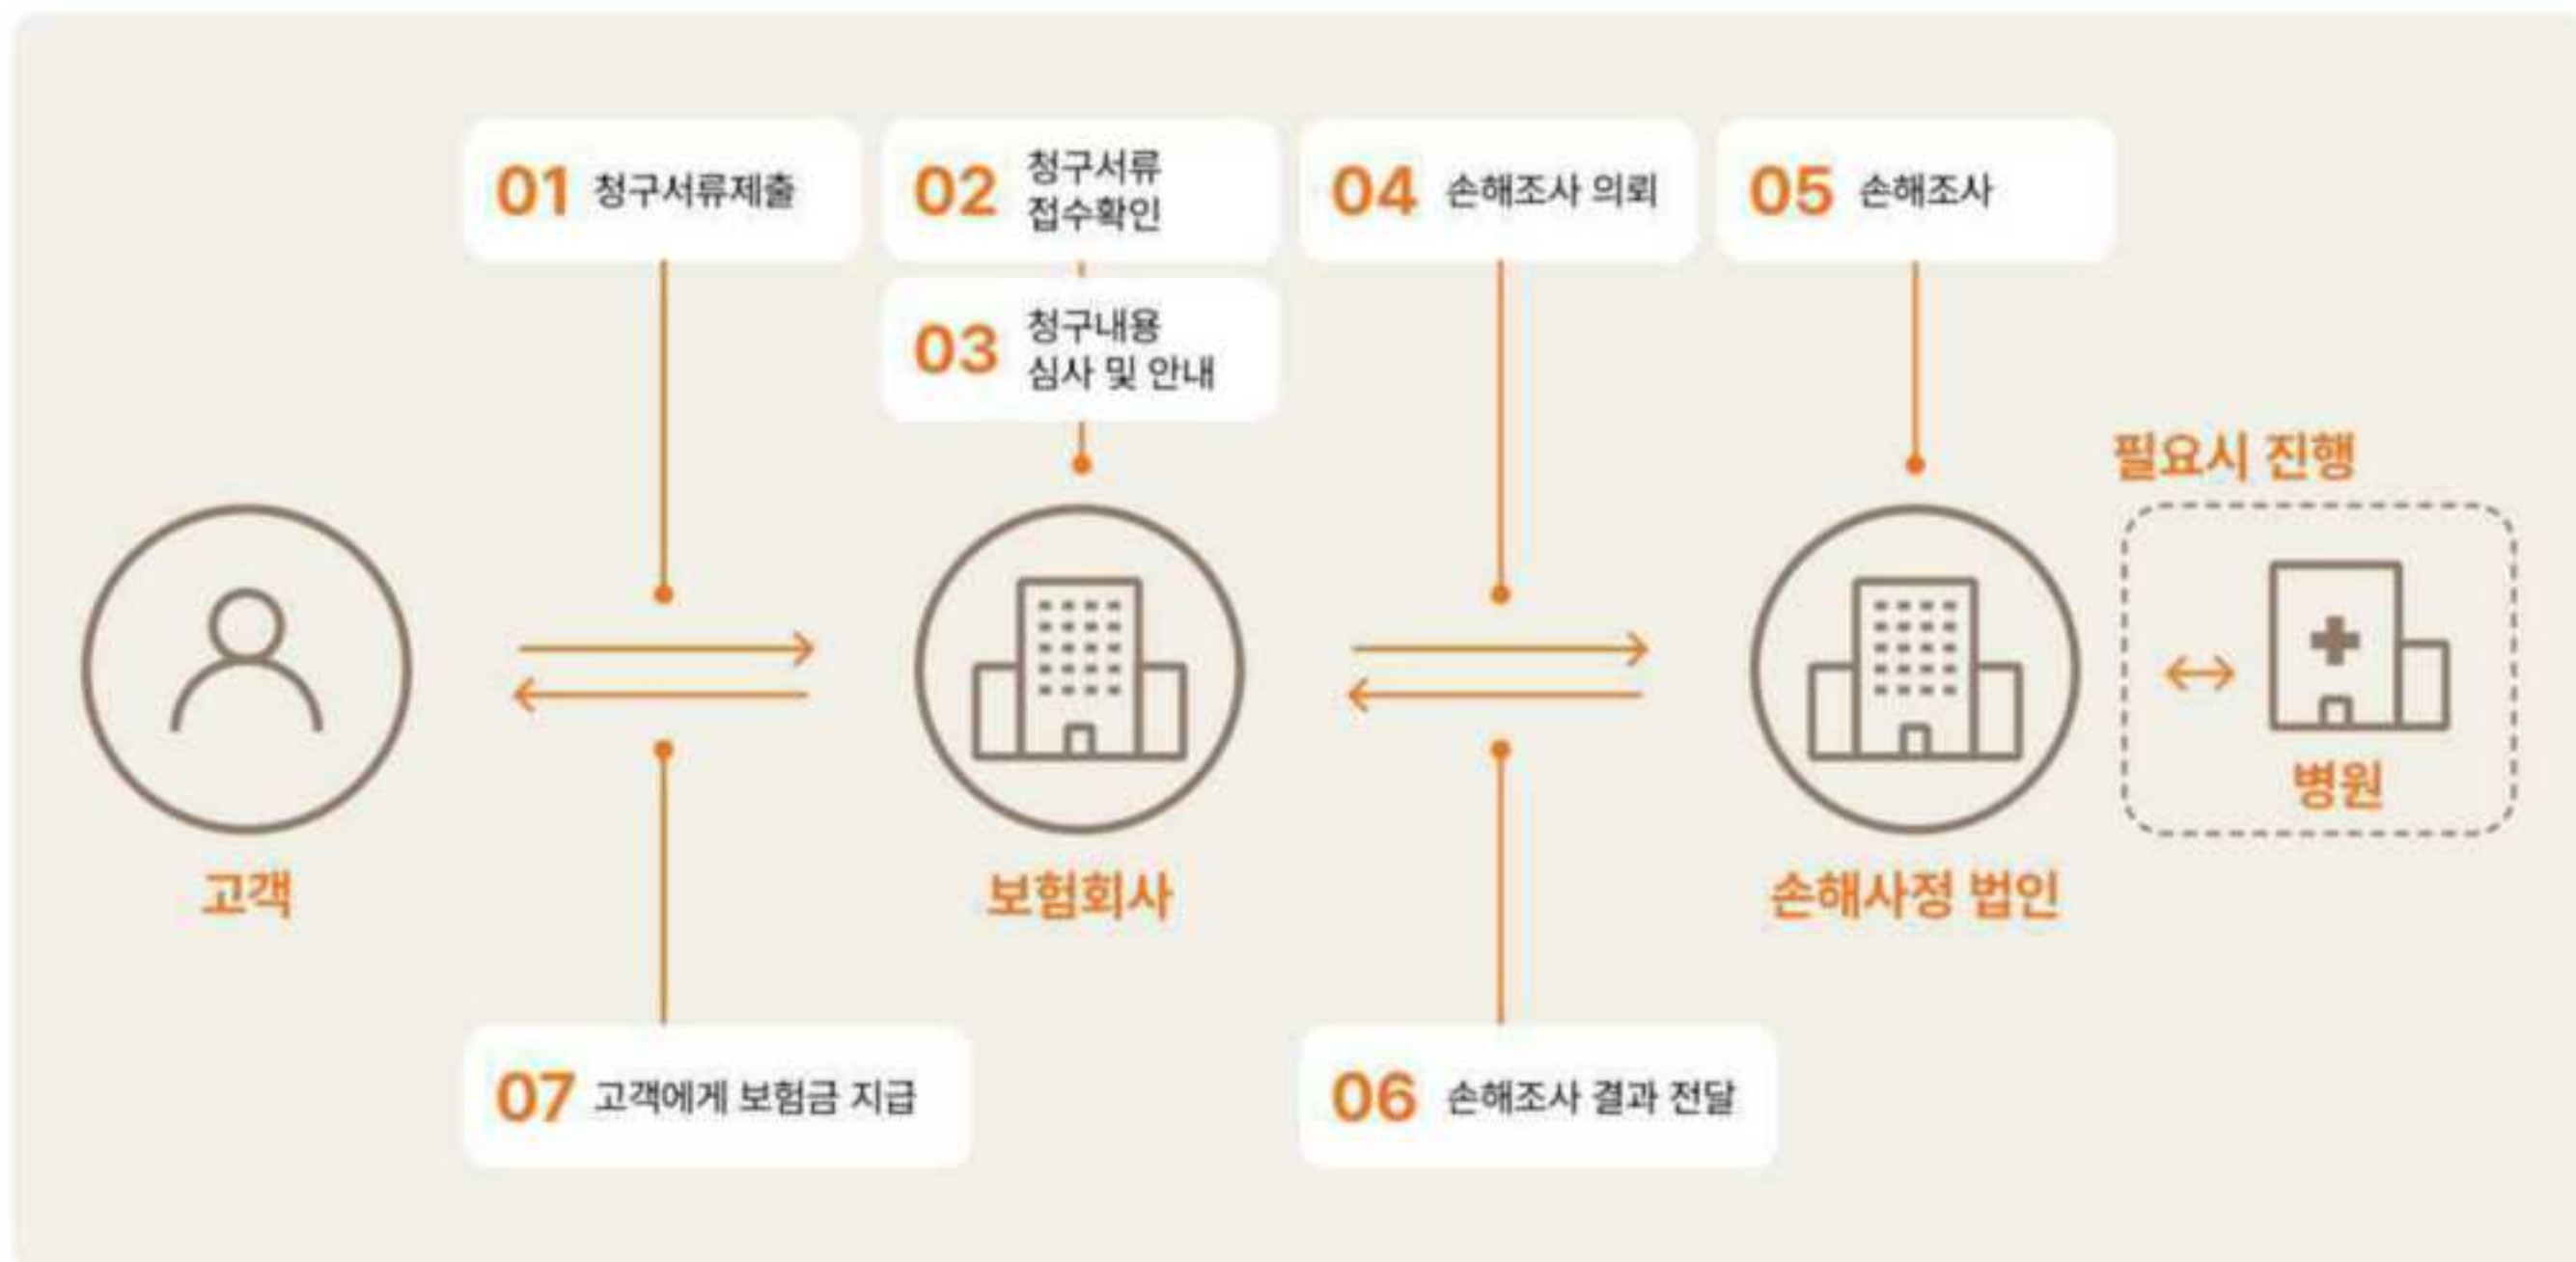 01 청구서류제출
02 청구서류
접수확인
03 청구내용
심사 및 안내
04 손해조사 의뢰
05 손해조사
필요시 진행
병원
고객
보험회사
손해사정 법인
07 고객에게 보험금 지급
06 손해조사 결과 전달